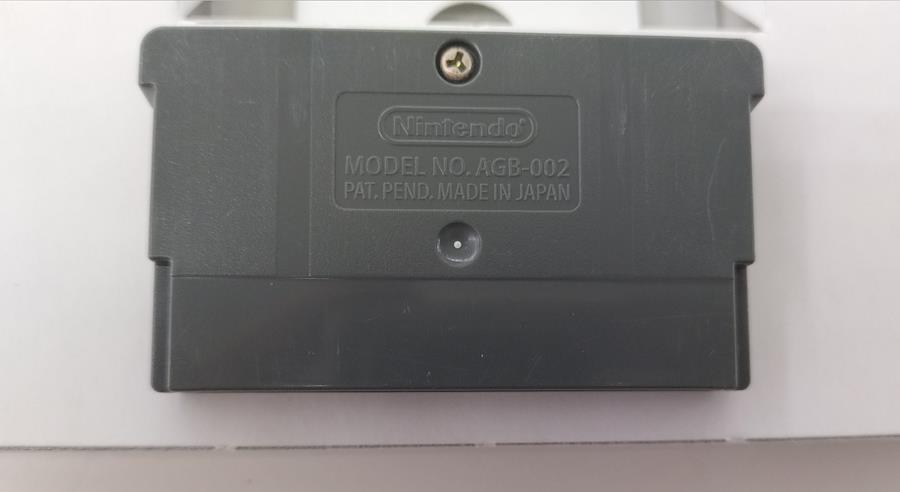 Nintendo®
MODEL NO. AGB-002
PAT. PEND. MADE IN JAPAN